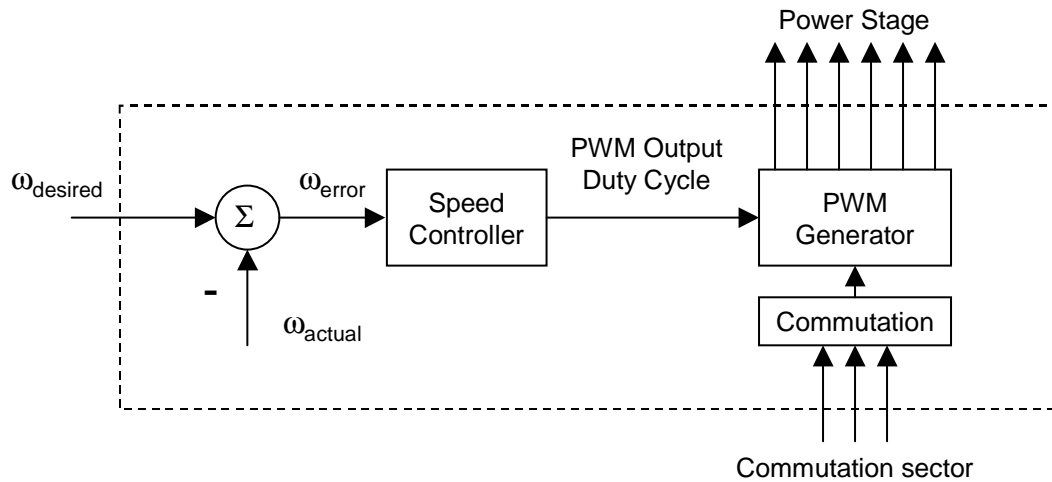 Power Stage
PWM Output
Duty Cycle
ωdesired
ωerror
Σ
Speed
Controller
PWM
Generator
-
ωactual
Commutation
Commutation sector